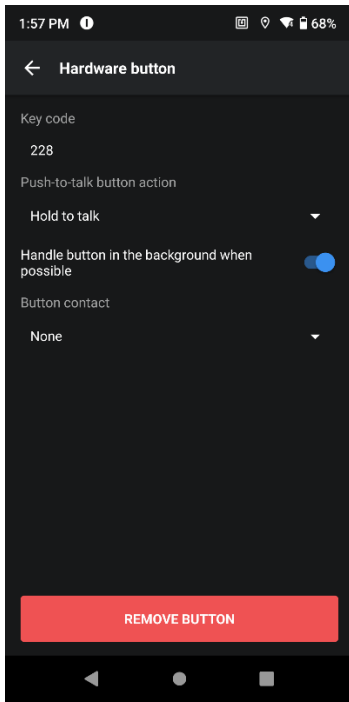 1:57 PM
68%
Hardware button
Key code
228
Push-to-talk button action
Hold to talk
Handle button in the background when
possible
Button contact
None
REMOVE BUTTON